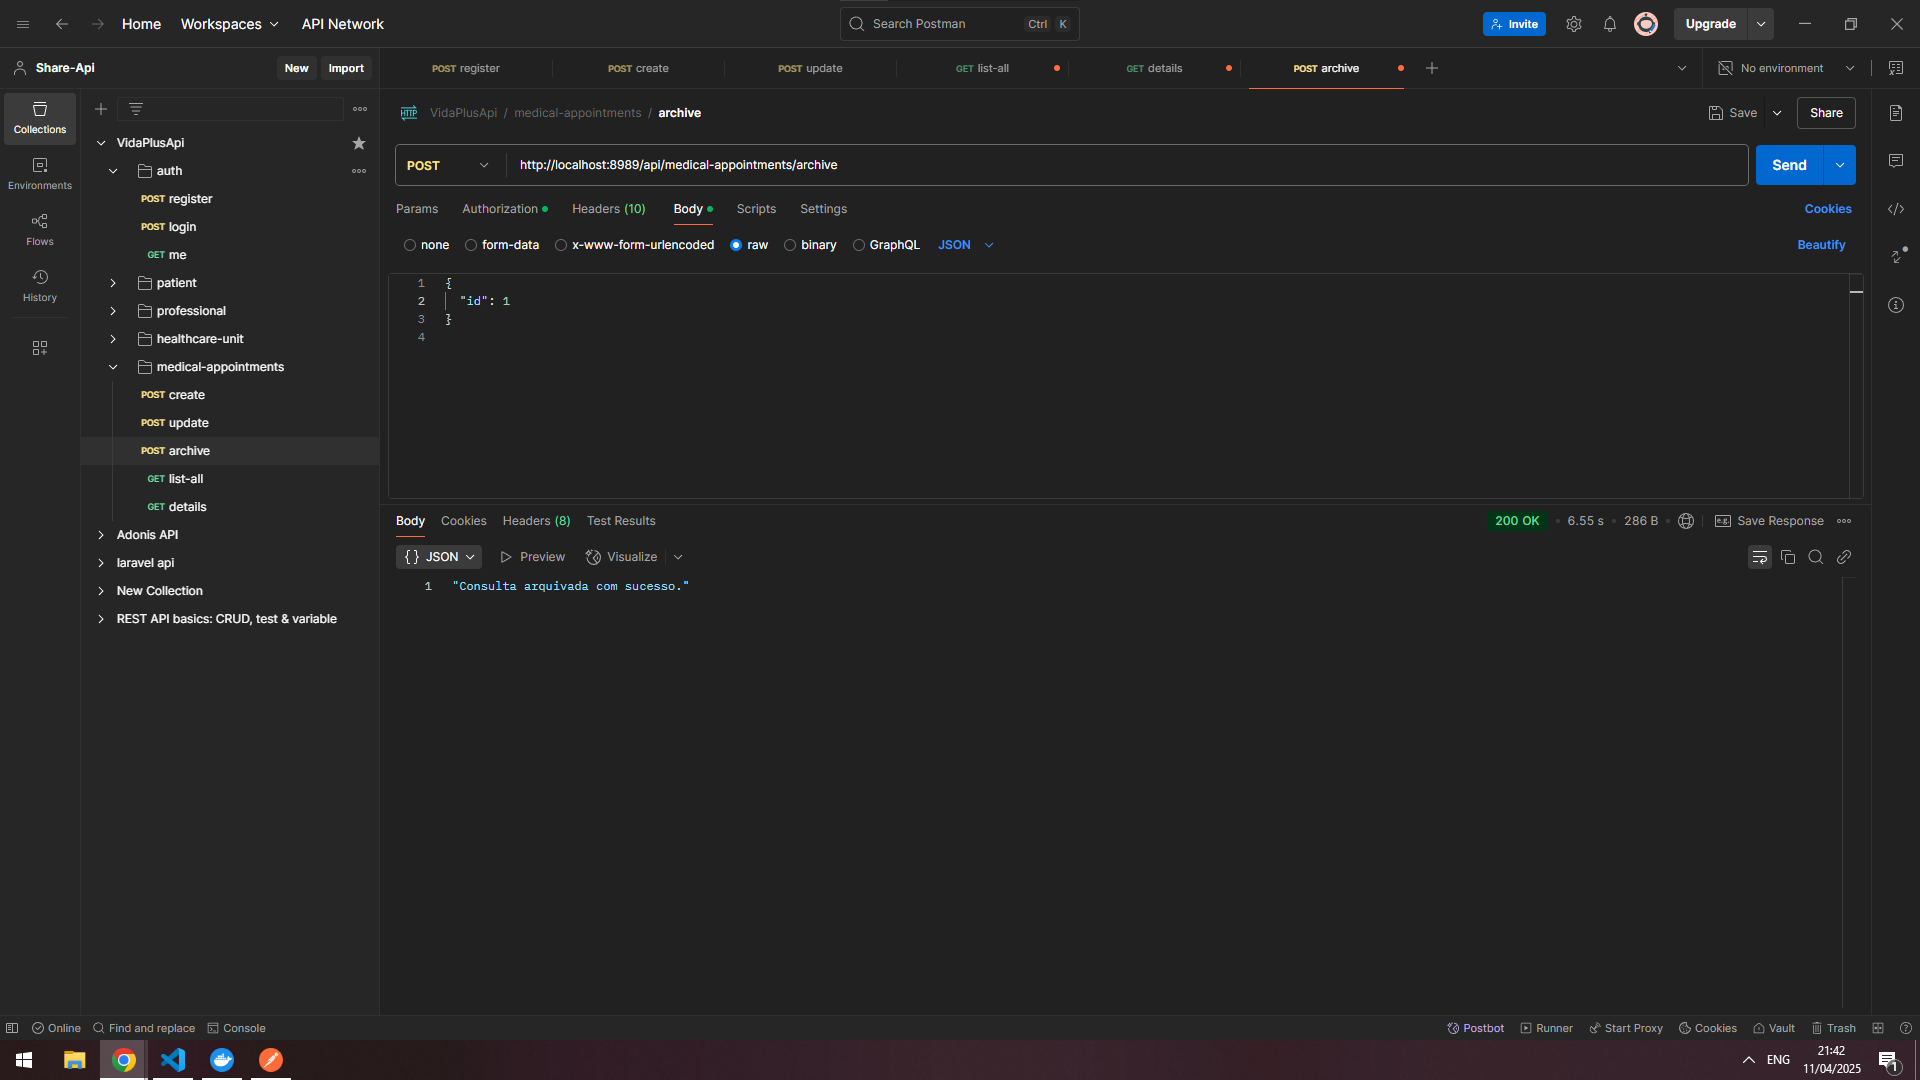 Home Workspaces API Network
Search Postman Ctrl K
Invite Upgrade
Share-Api New Import
POST register POST create POST update GET list-all GET details POST archive
No environment
Collections
Environments
Flows
History
VidaPlusApi
auth
POST register
POST login
GET me
patient
professional
healthcare-unit
medical-appointments
POST create
POST update
POST archive
GET list-all
GET details
Adonis API
laravel api
New Collection
REST API basics: CRUD, test & variable
HTTP VidaPlusApi / medical-appointments / archive
Save Share
POST http://localhost:8989/api/medical-appointments/archive
Send
Params Authorization Headers (10) Body Scripts Settings Cookies
none form-data x-www-form-urlencoded raw binary GraphQL JSON Beautify
1 {
2 "id": 1
3 }
4
Body Cookies Headers (8) Test Results
200 OK • 6.55 s • 286 B • e.g. Save Response
{} JSON Preview Visualize
1 "Consulta arquivada com sucesso."
Online Find and replace Console
Postbot Runner Start Proxy Cookies Vault Trash
ENG
21:42
11/04/2025
1